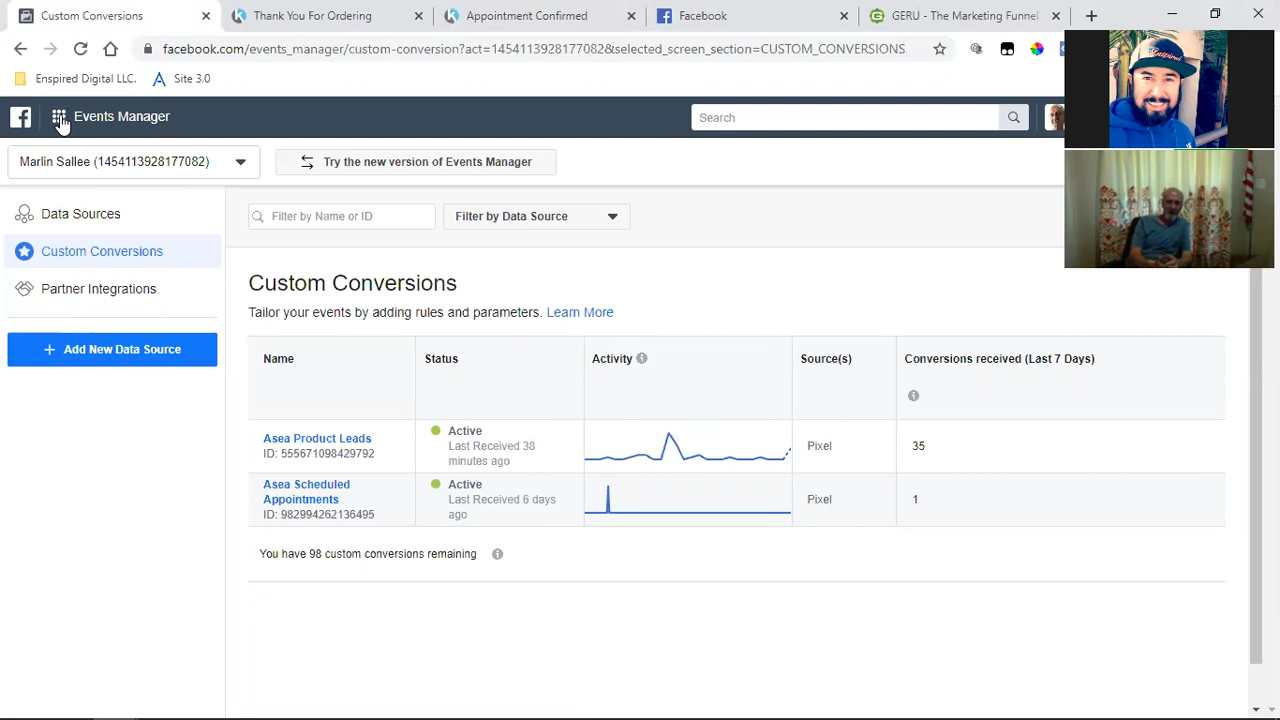 Custom Conversions
Thank You For Ordering
Appointment Confirmed
Facebook
GERU - The Marketing Funnel
facebook.com/events_manager/custom-conversion?act=1454113928177082&selected_screen_section=CUSTOM_CONVERSIONS
Enspired Digital LLC.
Site 3.0
Events Manager
Search
Marlin Sallee (1454113928177082)
Try the new version of Events Manager
Data Sources
Custom Conversions
Partner Integrations
+ Add New Data Source
Filter by Name or ID
Filter by Data Source
Custom Conversions
Tailor your events by adding rules and parameters. Learn More
Name Status Activity Source(s) Conversions received (Last 7 Days)
Asea Product Leads
ID: 555671098429792
Active
Last Received 38
minutes ago
Pixel
35
Asea Scheduled
Appointments
ID: 982994262136495
Active
Last Received 6 days
ago
Pixel
1
You have 98 custom conversions remaining